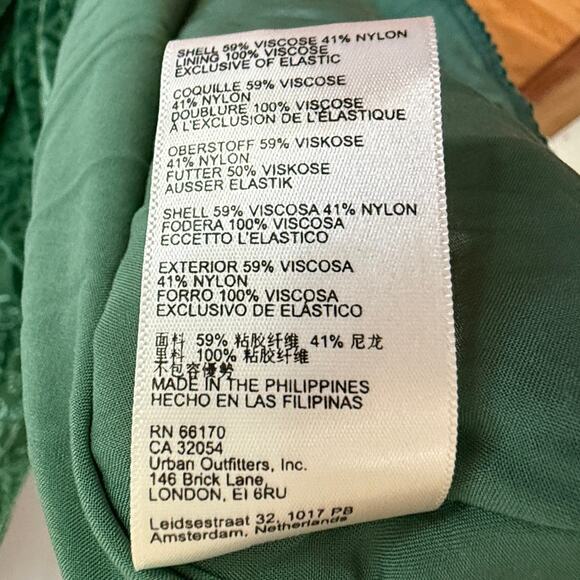 SHELL 59% VISCOSE 41% NYLON
LINING 100% VISCOSE
EXCLUSIVE OF ELASTIC
COQUILLE 59% VISCOSE
41% NYLON
DOUBLURE 100% VISCOSE
A L'EXCLUSION DE L'ÉLASTIQUE
OBERSTOFF 59% VISKOSE
41% NYLON
FUTTER 50% VISKOSE
AUSSER ELASTIK
SHELL 59% VISCOSA 41% NYLON
FODERA 100% VISCOSA
ECCETTO L'ELASTICO
EXTERIOR 59% VISCOSA
41% NYLON
FORRO 100% VISCOSA
EXCLUSIVO DE ELÁSTICO
面料 59% 粘胶纤维 41% 尼龙
里料 100% 粘胶纤维
不包容優勢
MADE IN THE PHILIPPINES
HECHO EN LAS FILIPINAS
RN 66170
CA 32054
Urban Outfitters, Inc.
146 Brick Lane,
LONDON, EI 6RU
Leidsestraat 32, 1017 PB
Amsterdam, Netherlands